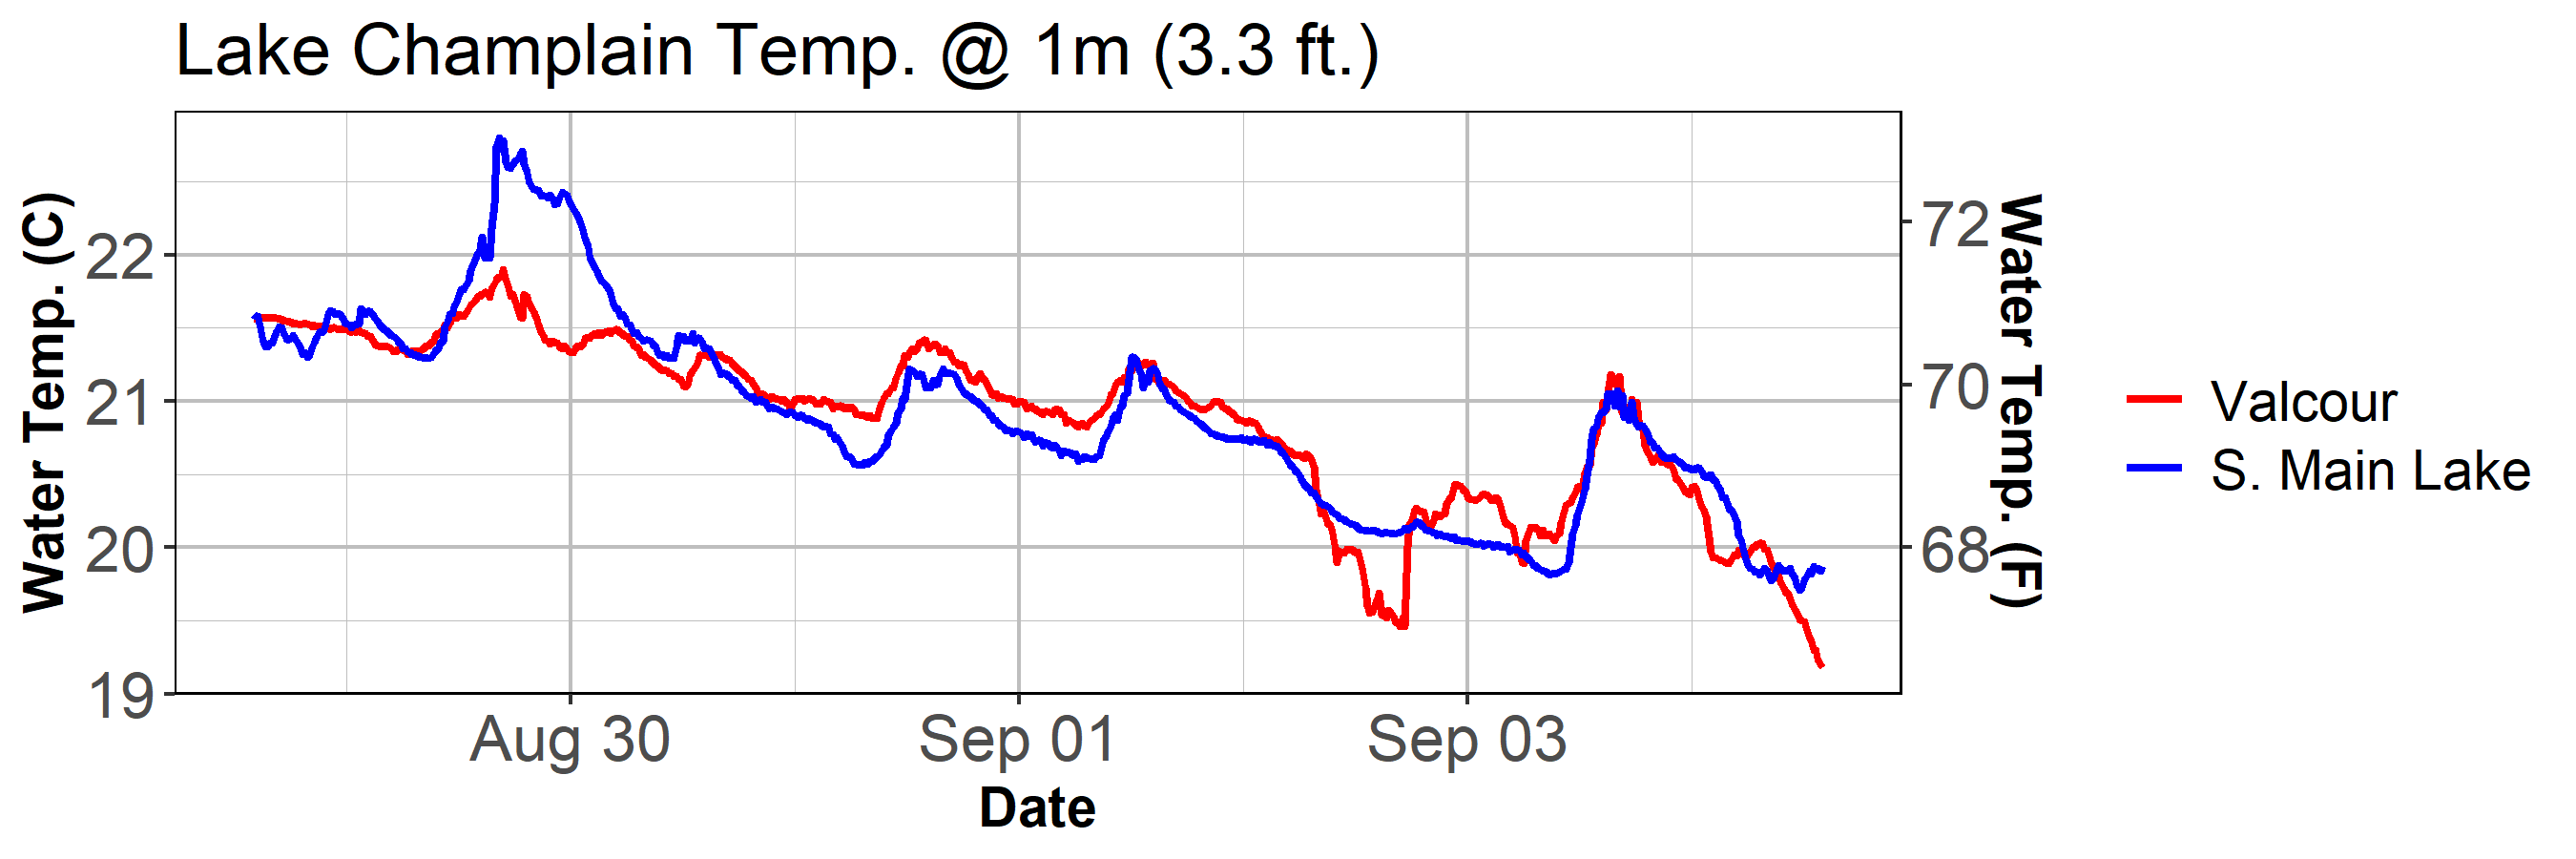 Lake Champlain Temp. @ 1m (3.3 ft.)
Water Temp. (C)
22
21
20
19
72
70
68
Water Temp. (F)
Aug 30
Sep 01
Sep 03
Date
Valcour
S. Main Lake